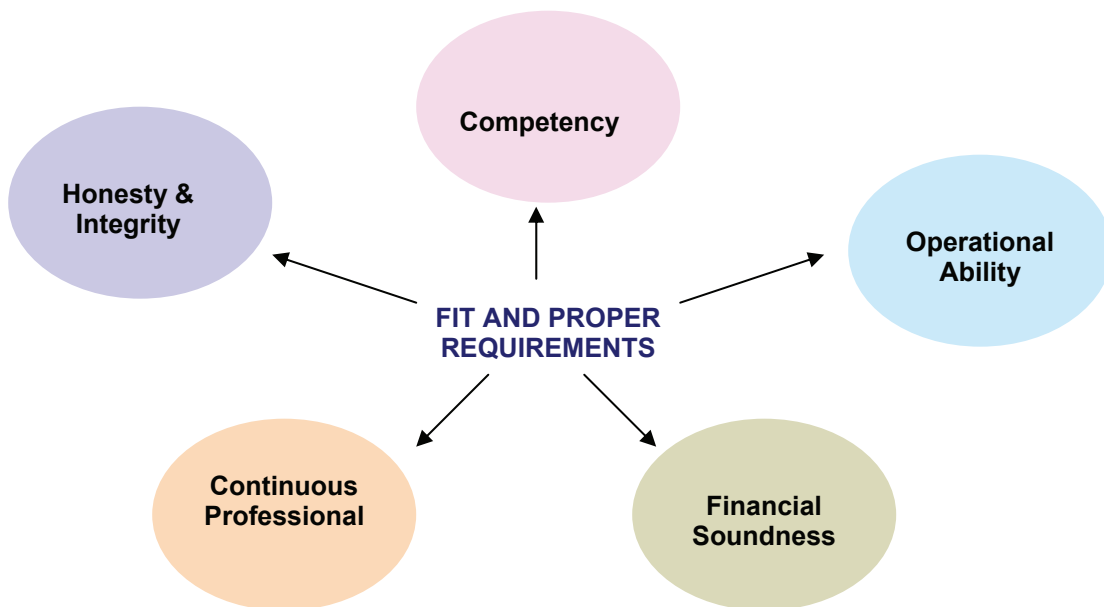 Competency
Honesty &
Integrity
Operational
Ability
FIT AND PROPER
REQUIREMENTS
Continuous
Professional
Financial
Soundness